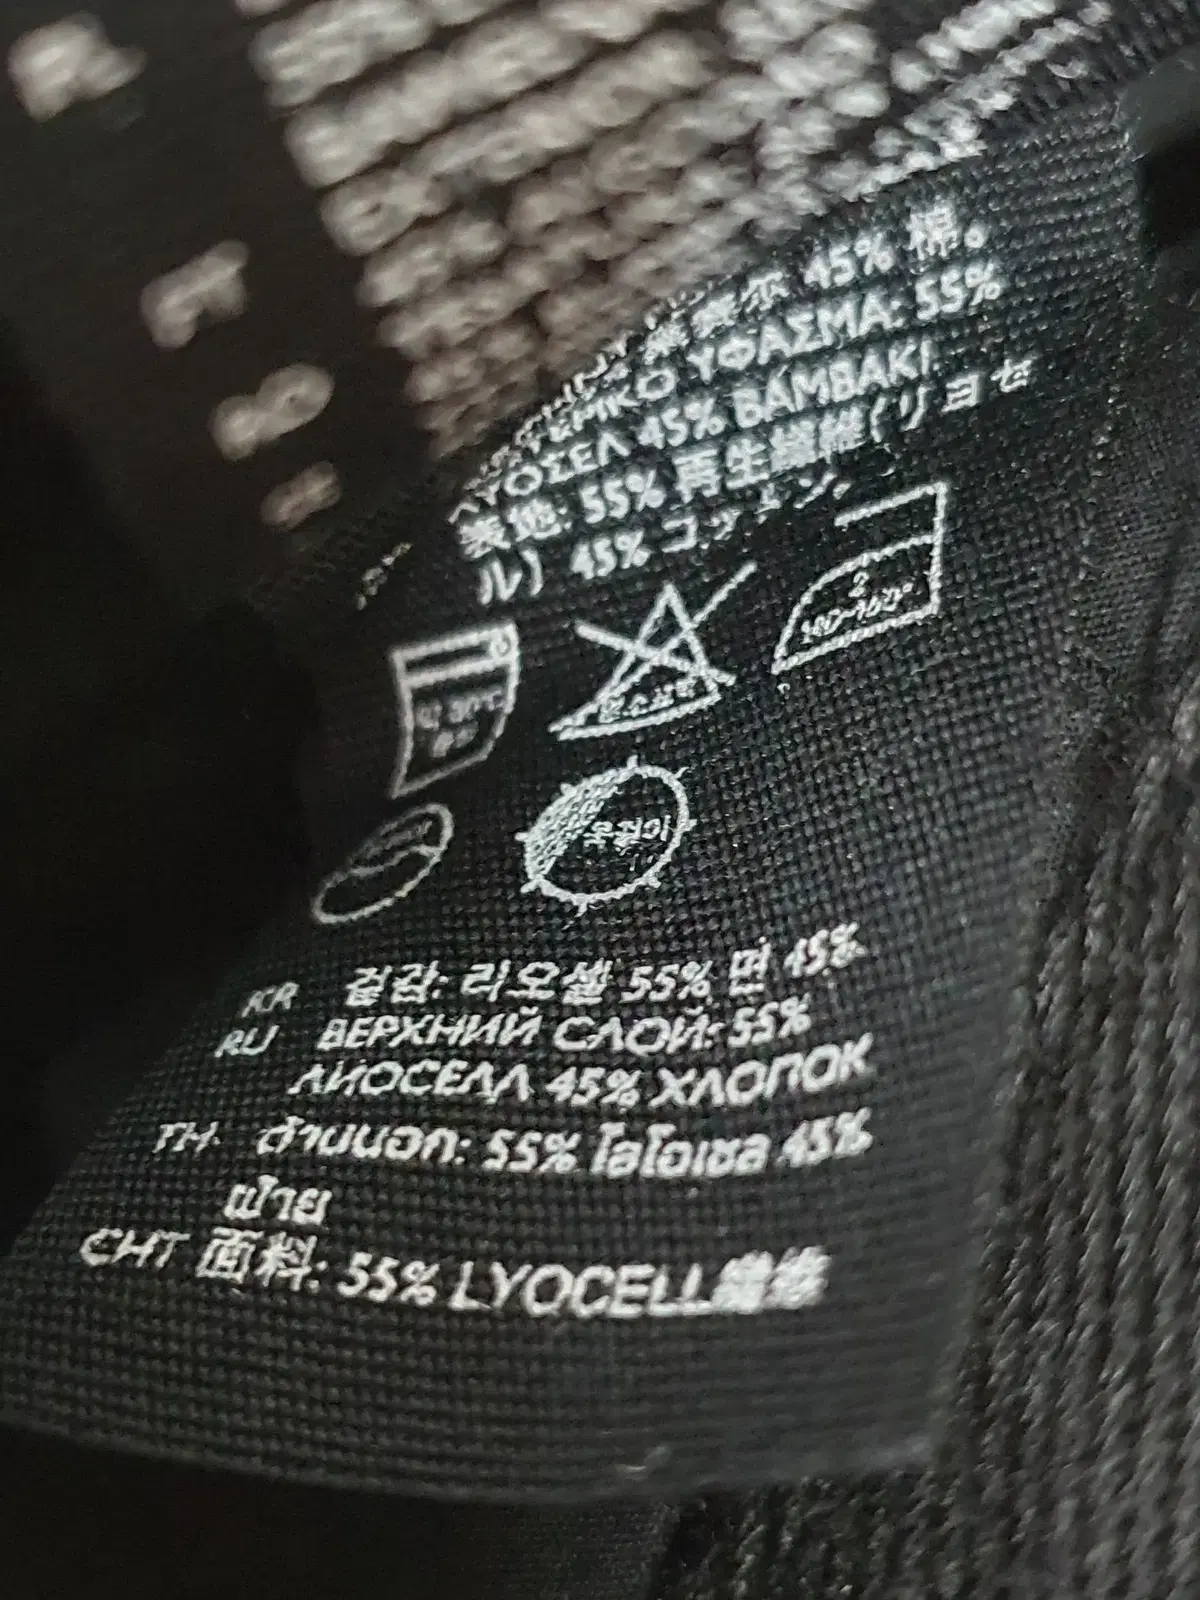 45% 棉。
ΥΦΑΣΜΑ: 55%
ΛΥΟΣΕΛ 45% ΒΑΜΒΑΚΙ.
表地: 55% 再生繊維(リヨセ
ル) 45% コットン.
2
140~160°
KR 겉감: 리오셀 55% 면 45%
RU ВЕРХНИЙ СЛОЙ: 55%
ЛИОСЕЛЛ 45% ХЛОПОК
TH ด้านนอก: 55% ไลโอเซล 45%
ฝ้าย
CHT 面料: 55% LYOCELL纖維